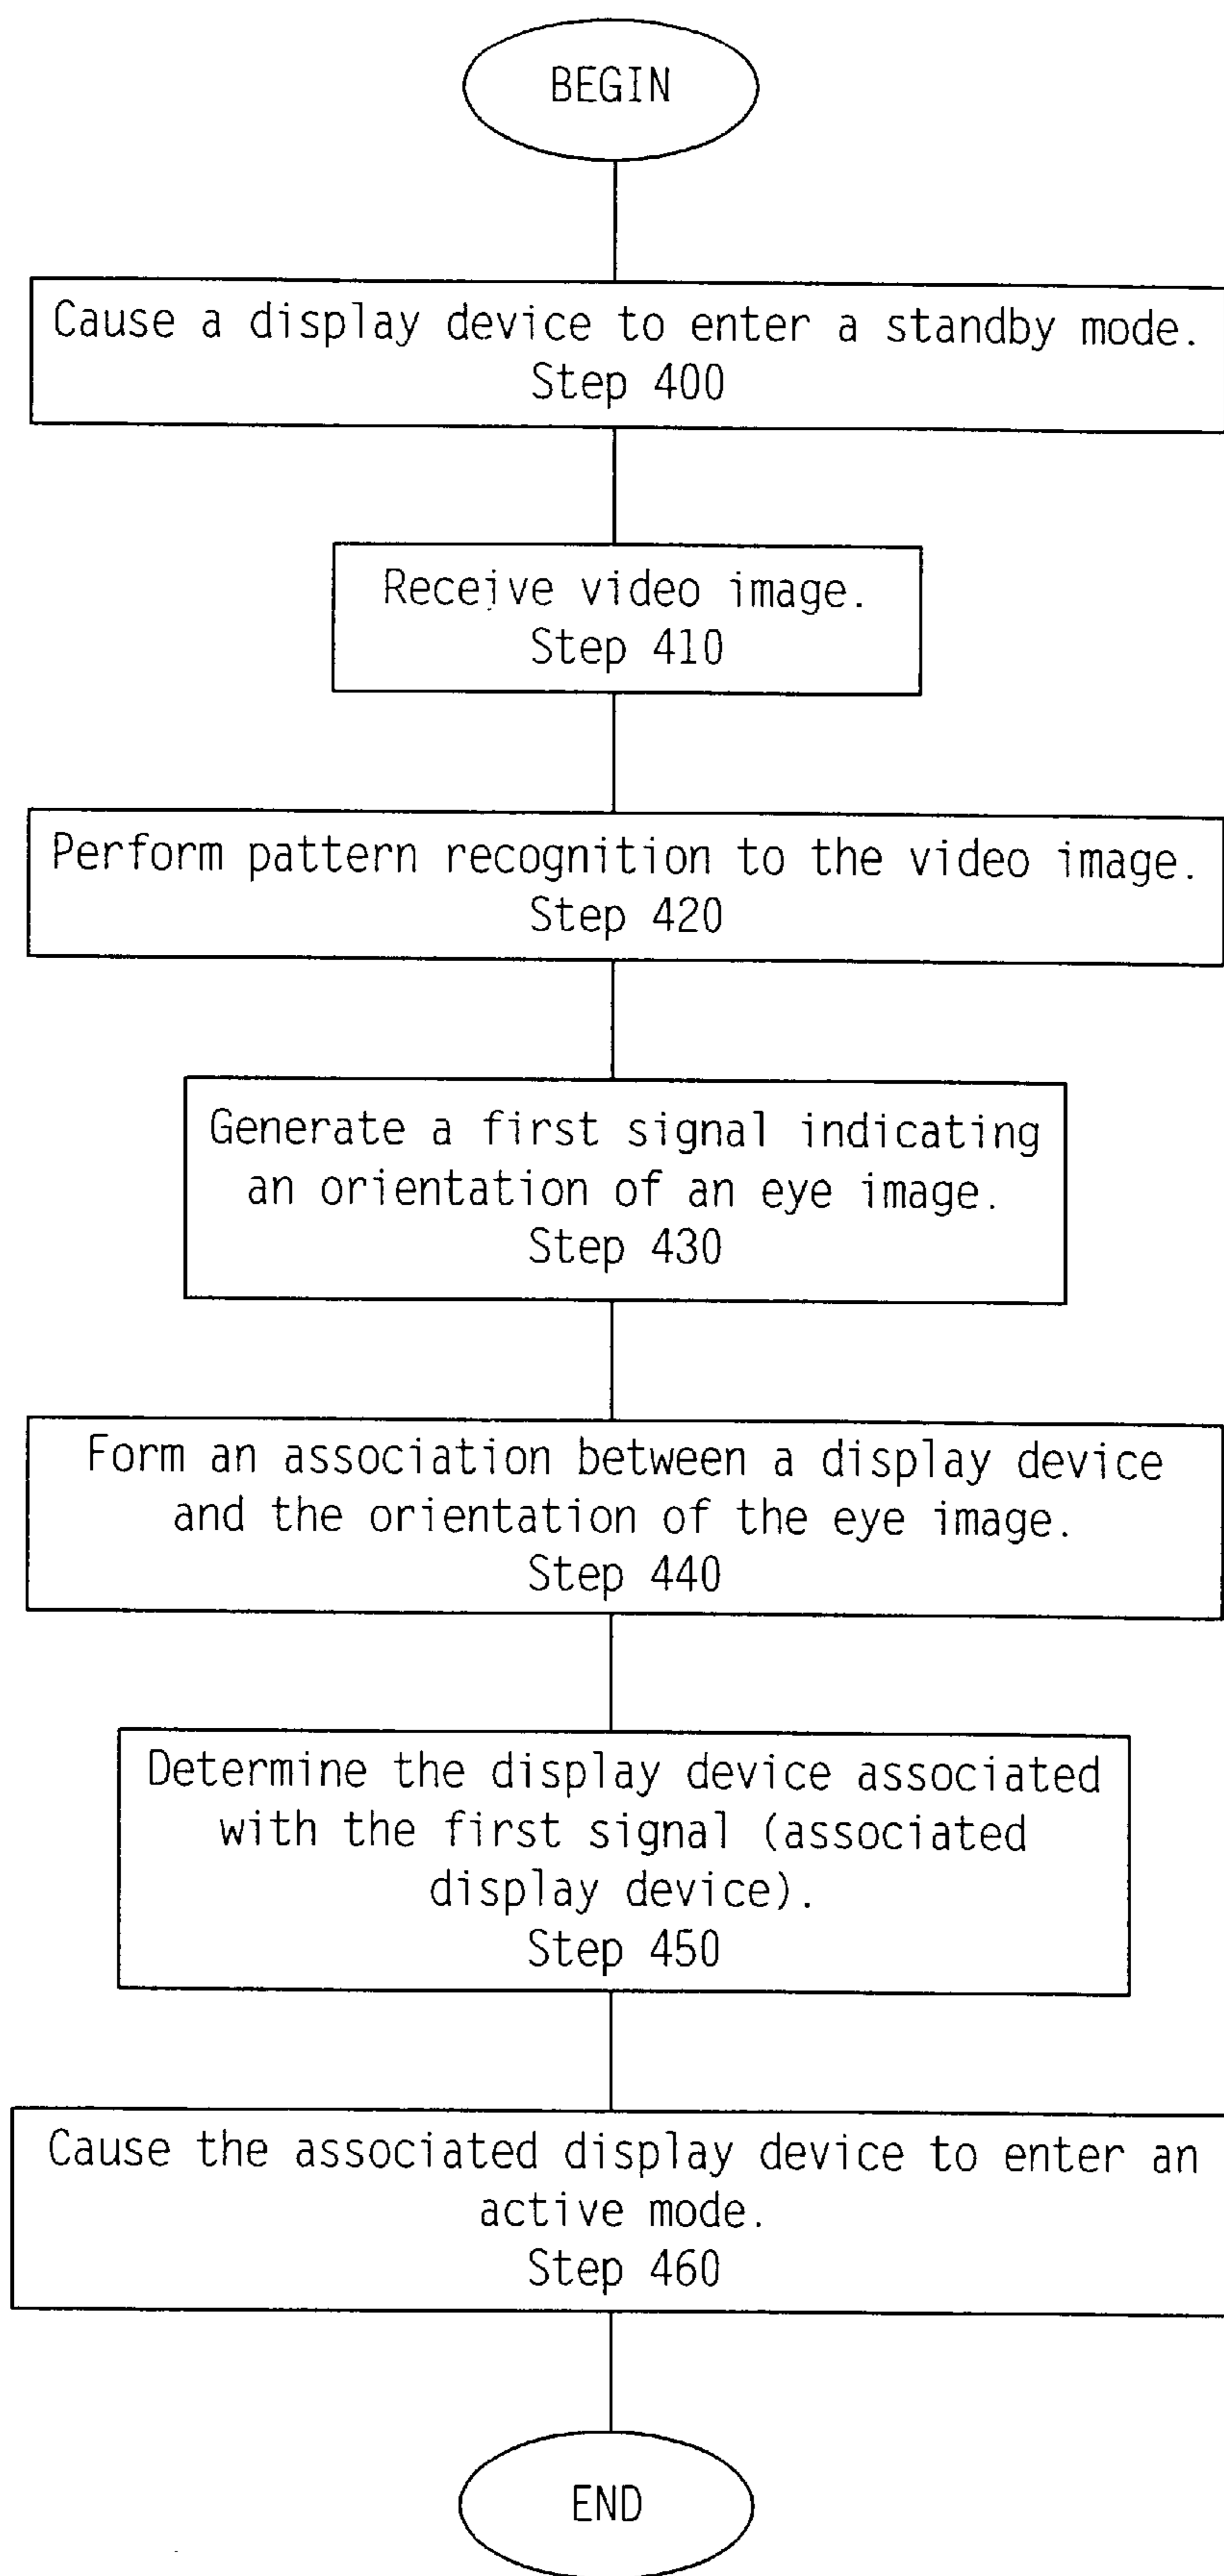 BEGIN
Cause a display device to enter a standby mode.
Step 400
Receive video image.
Step 410
Perform pattern recognition to the video image.
Step 420
Generate a first signal indicating
an orientation of an eye image.
Step 430
Form an association between a display device
and the orientation of the eye image.
Step 440
Determine the display device associated
with the first signal (associated
display device).
Step 450
Cause the associated display device to enter an
active mode.
Step 460
END